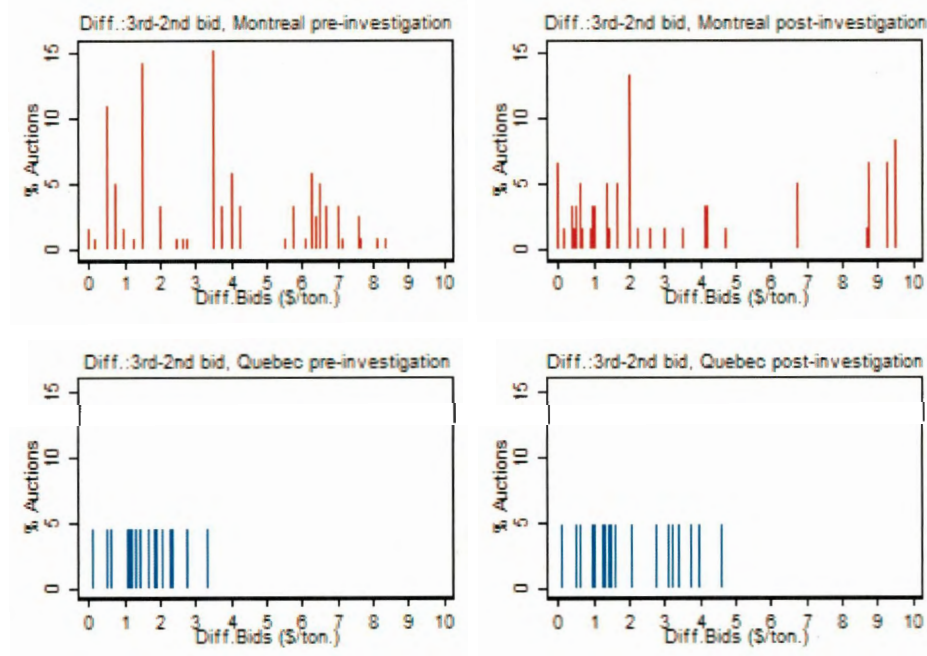 Diff.:3rd-2nd bid, Montreal pre-investigation
15
10
5
0
% Auctions
0 1 2 3 4 5 6 7 8 9 10
Diff.Bids ($/ton.)
Diff.:3rd-2nd bid, Montreal post-investigation
15
10
5
0
% Auctions
0 1 2 3 4 5 6 7 8 9 10
Diff.Bids ($/ton.)
Diff.:3rd-2nd bid, Quebec pre-investigation
15
10
5
0
% Auctions
0 1 2 3 4 5 6 7 8 9 10
Diff.Bids ($/ton.)
Diff.:3rd-2nd bid, Quebec post-investigation
15
10
5
0
% Auctions
0 1 2 3 4 5 6 7 8 9 10
Diff.Bids ($/ton.)